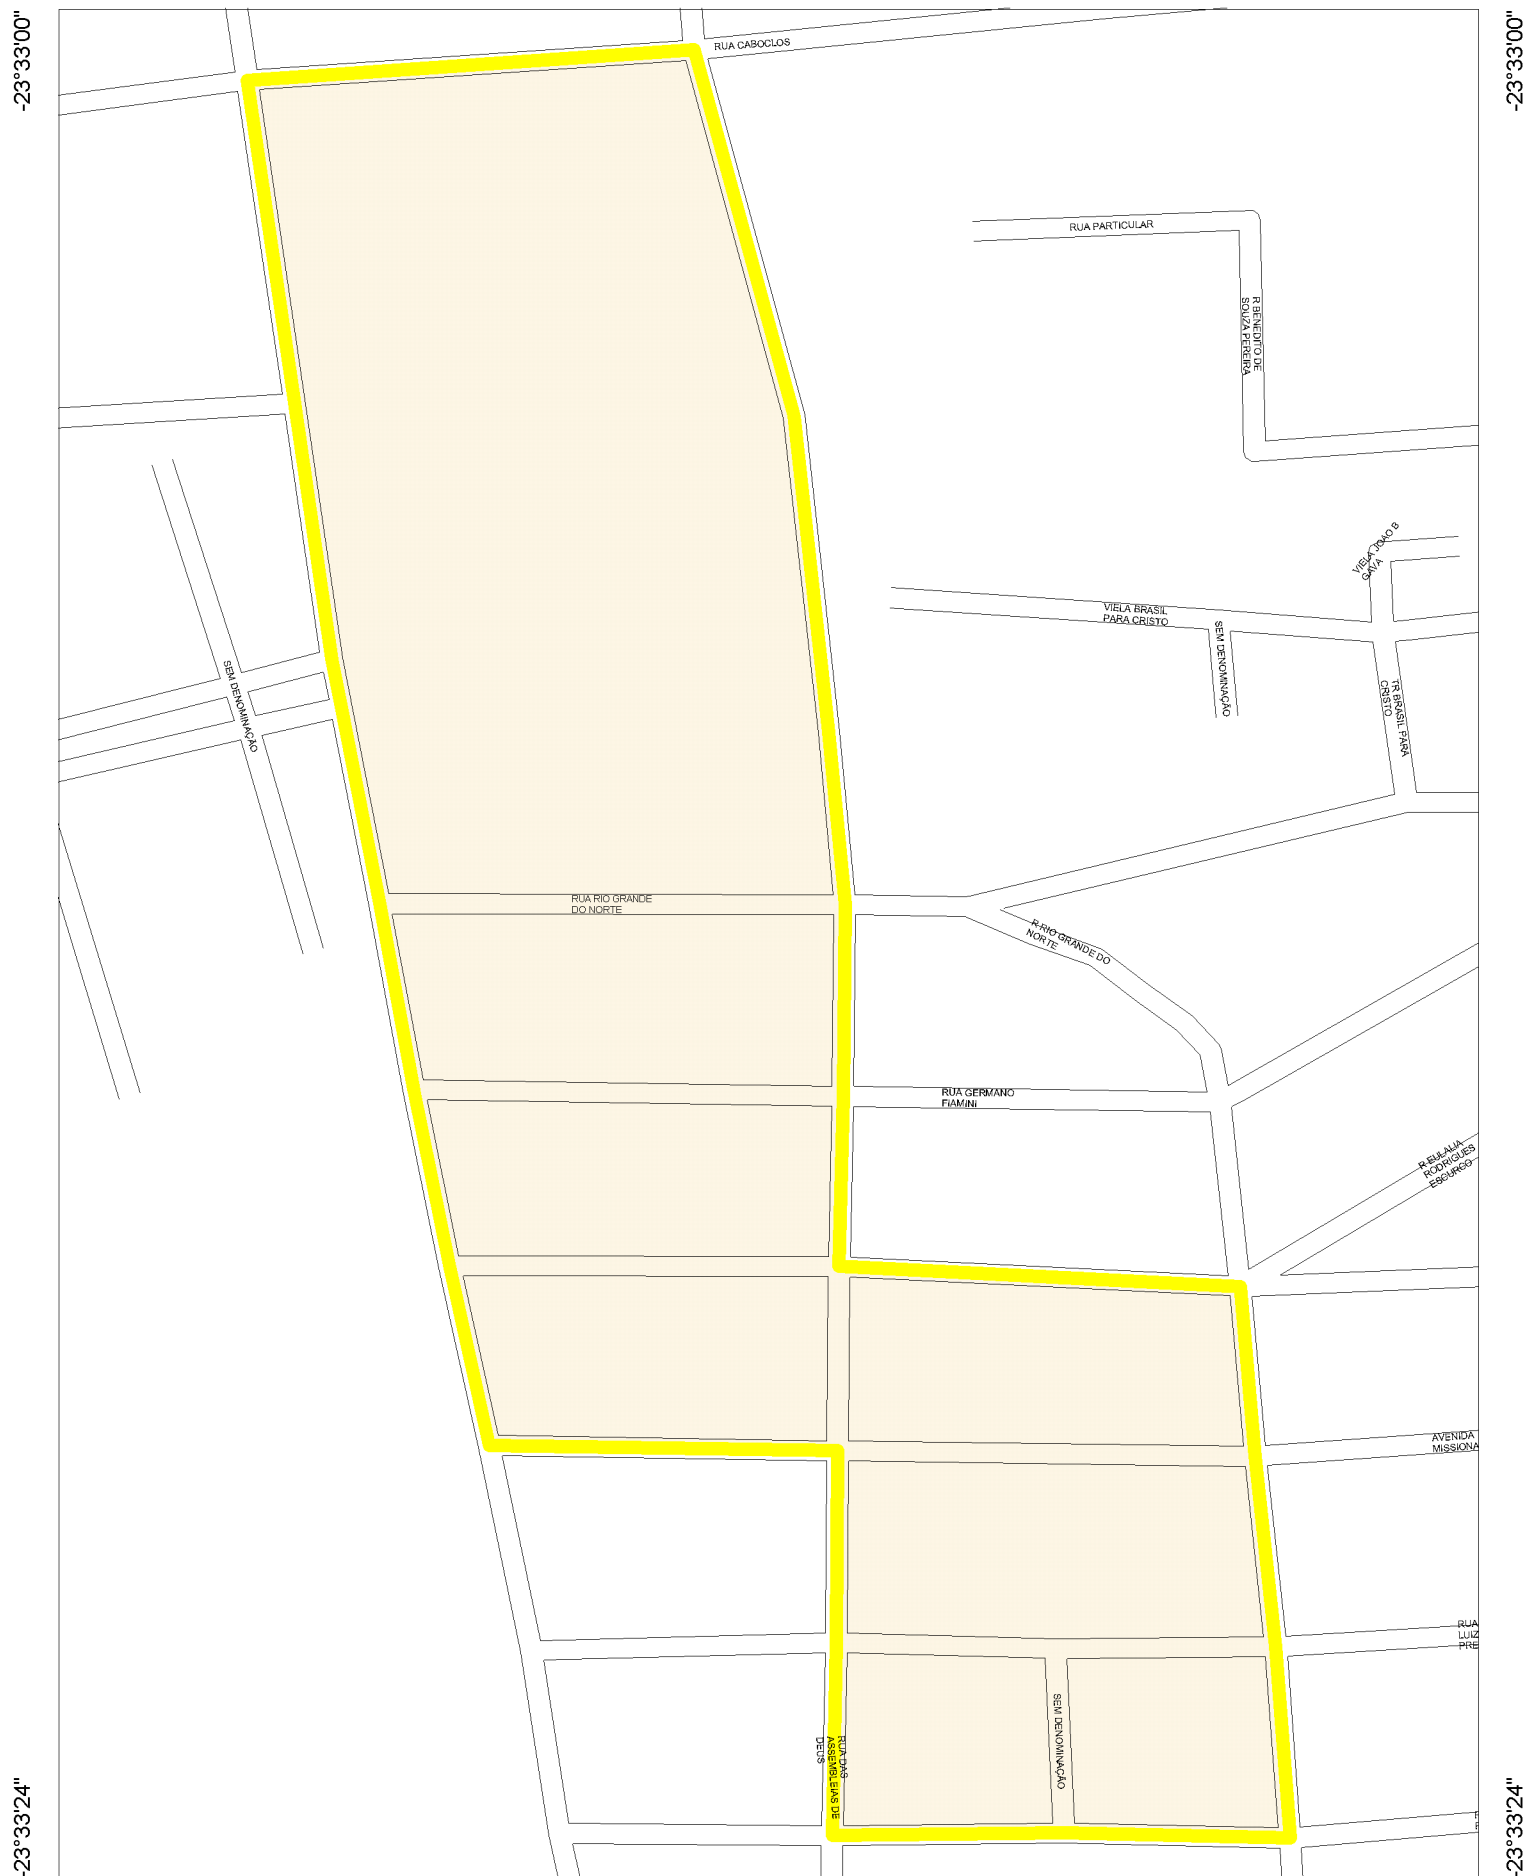 -23°33'00"
-23°33'00"
RUA CABOCLOS
RUA PARTICULAR
R BENEDITO DE
SOUZA PEREIRA
VIELA JOÃO B
GAVA
VIELA BRASIL
PARA CRISTO
SEM DENOMINAÇÃO
TR BRASIL PARA
CRISTO
SEM DENOMINAÇÃO
RUA RIO GRANDE
DO NORTE
R RIO GRANDE DO
NORTE
RUA GERMANO
FIAMINI
R EULALIA
RODRIGUES
ESCURCO
AVENIDA
MISSIONA
RUA
LUIZ
PRE
SEM DENOMINAÇÃO
RUA DAS
ASSEMBLEIAS DE
DEUS
-23°33'24"
-23°33'24"